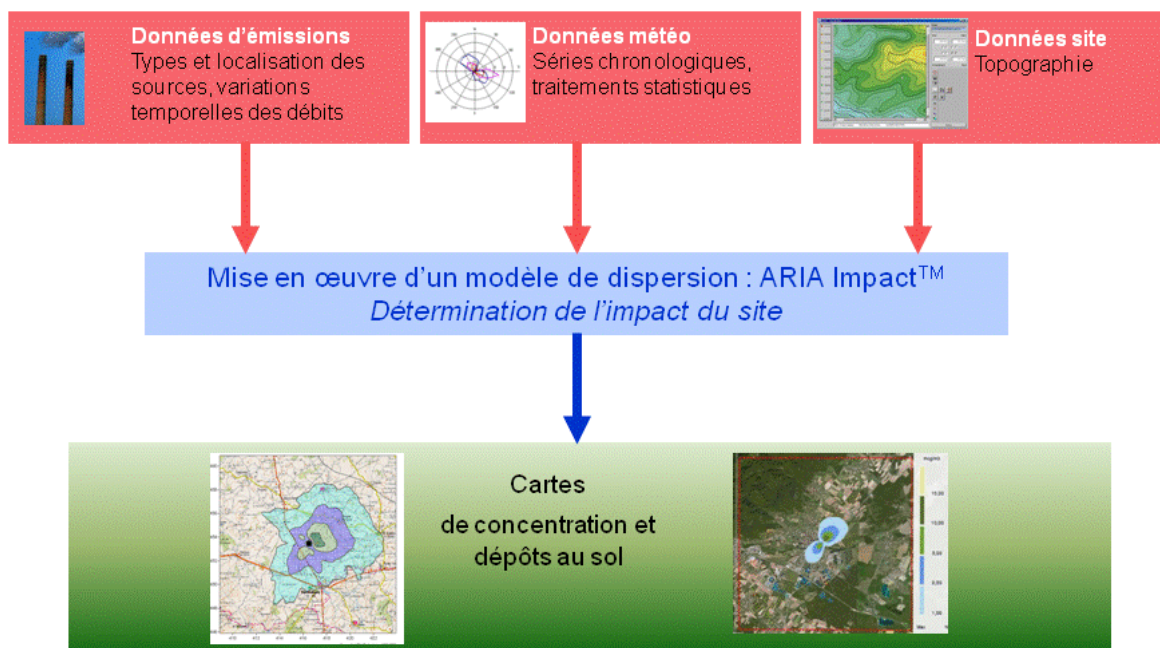 Données d'émissions
Types et localisation des
sources, variations
temporelles des débits
Données météo
Séries chronologiques,
traitements statistiques
Données site
Topographie
Mise en œuvre d'un modèle de dispersion : ARIA Impact™
Détermination de l'impact du site
Cartes
de concentration et
dépôts au sol